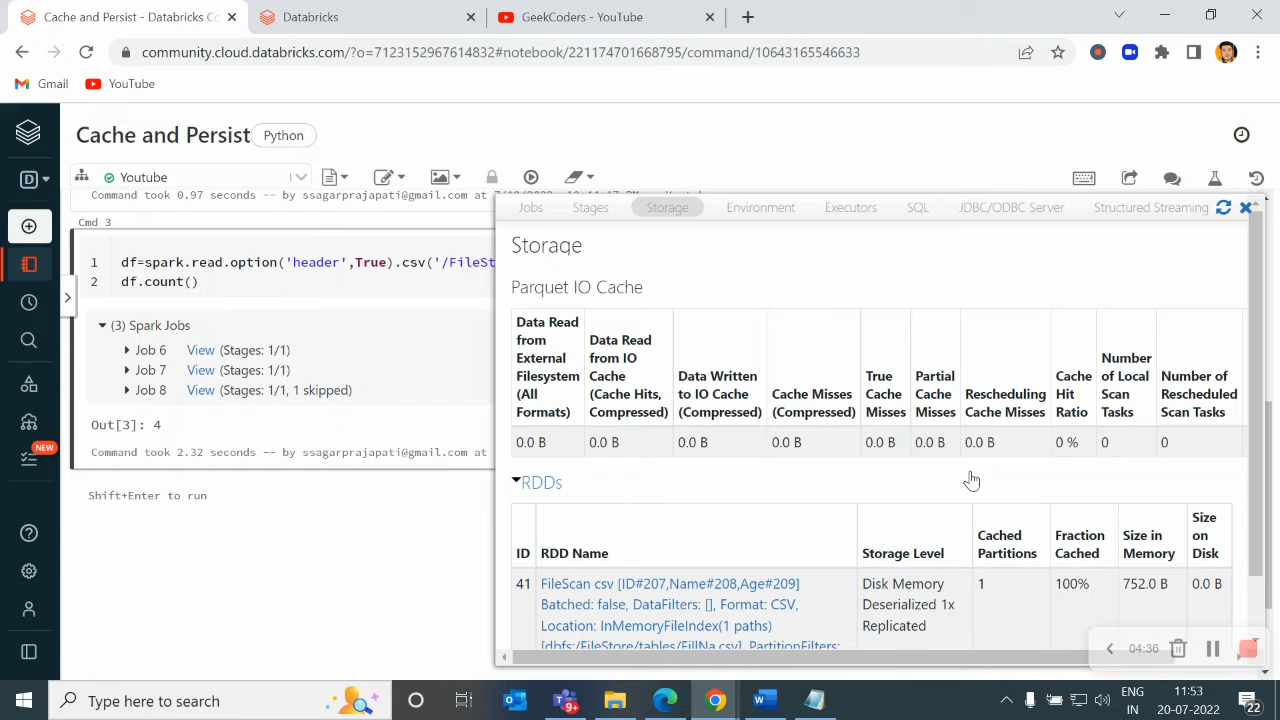 Cache and Persist - Databricks Co
Databricks
GeekCoders - YouTube
community.cloud.databricks.com/?o=7123152967614832#notebook/221174701668795/command/10643165546633
Gmail
YouTube
Cache and Persist
Python
D
Youtube
Command took 0.97 seconds -- by ssagarprajapati@gmail.com at
Cmd 3
1 df=spark.read.option('header',True).csv('/FileSt
2 df.count()
(3) Spark Jobs
Job 6 View (Stages: 1/1)
Job 7 View (Stages: 1/1)
Job 8 View (Stages: 1/1, 1 skipped)
Out[3]: 4
Command took 2.32 seconds -- by ssagarprajapati@gmail.com at
Shift+Enter to run
NEW
Jobs Stages Storage Environment Executors SQL JDBC/ODBC Server Structured Streaming
Storage
Parquet IO Cache
Data Read from External Filesystem (All Formats)
Data Read from IO Cache (Cache Hits, Compressed)
Data Written to IO Cache (Compressed)
Cache Misses (Compressed)
True Cache Misses
Partial Cache Misses
Rescheduling Cache Misses
Cache Hit Ratio
Number of Local Scan Tasks
Number of Rescheduled Scan Tasks
0.0 B 0.0 B 0.0 B 0.0 B 0.0 B 0.0 B 0.0 B 0 % 0 0
RDDs
ID RDD Name Storage Level Cached Partitions Fraction Cached Size in Memory Size on Disk
41 FileScan csv [ID#207,Name#208,Age#209] Disk Memory 1 100% 752.0 B 0.0 B
Batched: false, DataFilters: [], Format: CSV, Deserialized 1x
Location: InMemoryFileIndex(1 paths) Replicated
[dbfs:/FileStore/tables/FillNa.csv], PartitionFilters:
04:36
Type here to search
9+
ENG
IN
11:53
20-07-2022
22